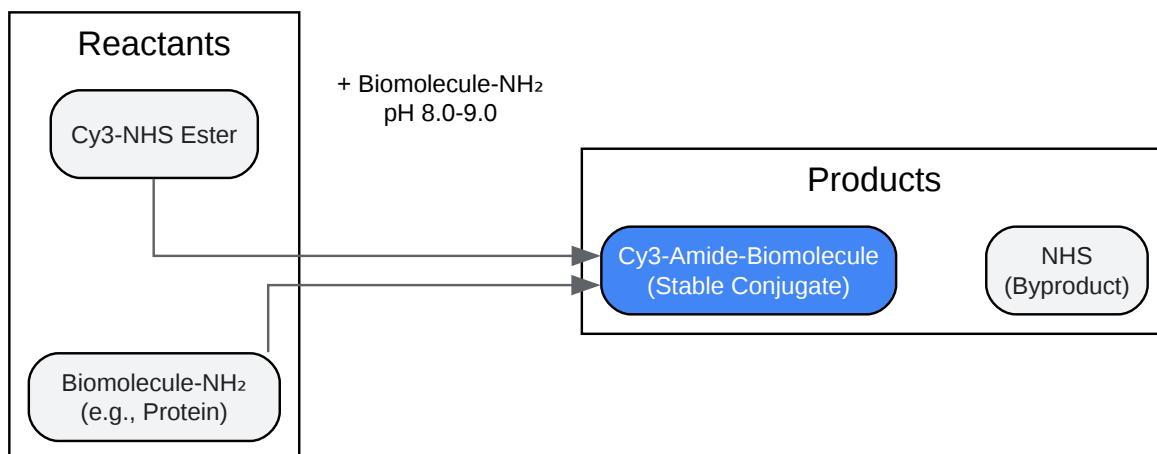 Reactants
Cy3-NHS Ester
+ Biomolecule-NH₂
pH 8.0-9.0
Products
Cy3-Amide-Biomolecule
(Stable Conjugate)
NHS
(Byproduct)
Biomolecule-NH₂
(e.g., Protein)